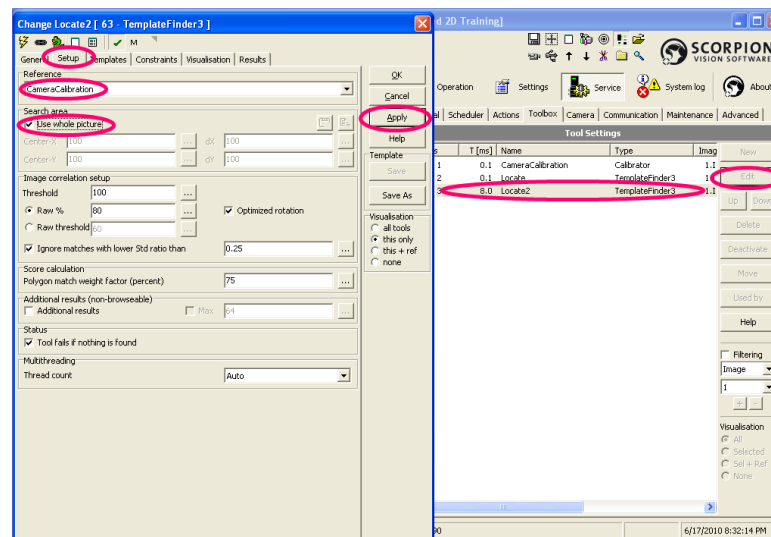 Change Locate2 [ 63 - TemplateFinder3 ]
M
General Setup Templates Constraints Visualisation Results
Reference
CameraCalibration
Search area
Use whole picture
Center-X 100 ... dX 100 ...
Center-Y 100 ... dY 100 ...
Image correlation setup
Threshold 100 ...
Raw % 80 ... Optimized rotation
Raw threshold 60 ...
Ignore matches with lower Std ratio than 0.25 ...
Score calculation
Polygon match weight factor (percent) 75 ...
Additional results (non-browseable)
Additional results Max 64 ...
Status
Tool fails if nothing is found
Multithreading
Thread count Auto
OK
Cancel
Apply
Help
Template
Save
Save As
Visualisation
all tools
this only
this + ref
none
d 2D Training]
SCORPION
VISION SOFTWARE
Operation Settings Service System log About
al Scheduler Actions Toolbox Camera Communication Maintenance Advanced
Tool Settings
s T [ms] Name Type Imag
1 0.1 CameraCalibration Calibrator 1.I
2 0.1 Locate TemplateFinder3 1
3 8.0 Locate2 TemplateFinder3 1.I
New
Edit
Up Down
Delete
Deactivate
Move
Used by
Help
Filtering
Image
1
+ -
Visualisation
All
Selected
Sel + Ref
None
90 6/17/2010 8:32:14 PM